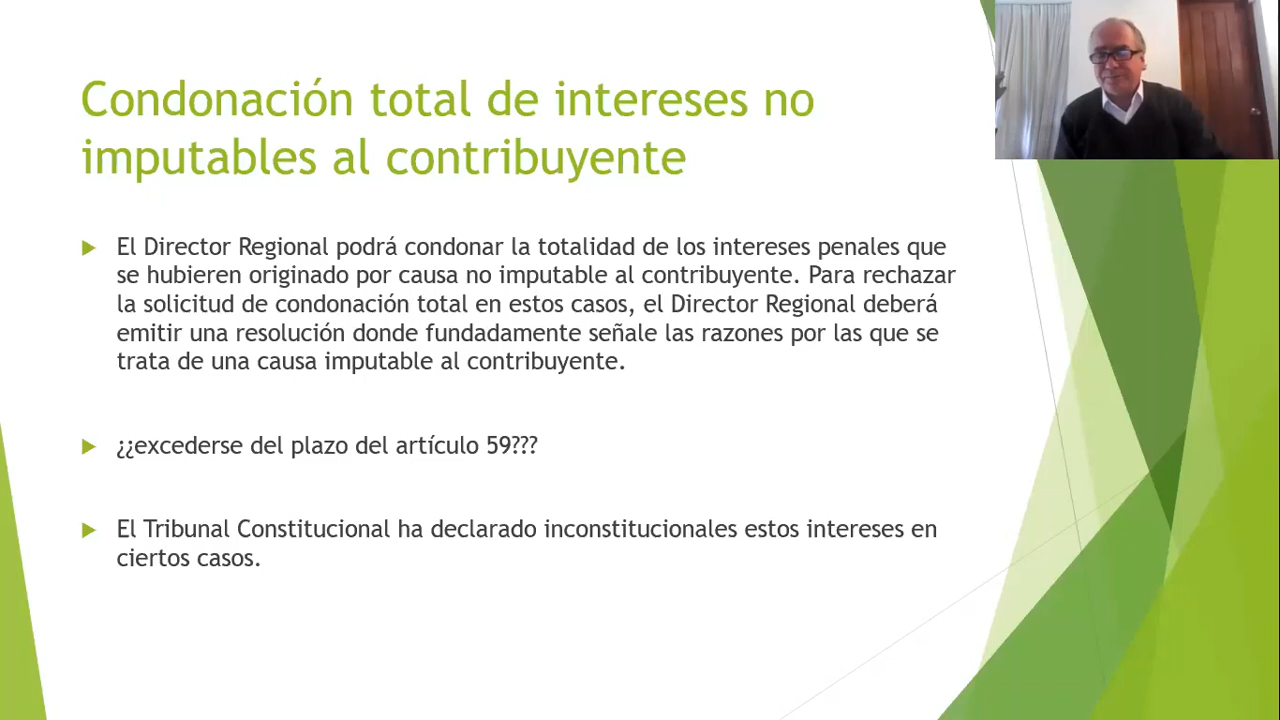 Condonación total de intereses no
imputables al contribuyente
El Director Regional podrá condonar la totalidad de los intereses penales que
se hubieren originado por causa no imputable al contribuyente. Para rechazar
la solicitud de condonación total en estos casos, el Director Regional deberá
emitir una resolución donde fundadamente señale las razones por las que se
trata de una causa imputable al contribuyente.
¿¿excederse del plazo del artículo 59???
El Tribunal Constitucional ha declarado inconstitucionales estos intereses en
ciertos casos.